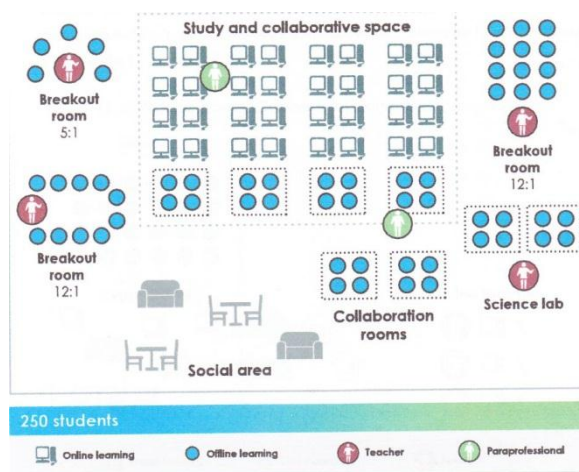 Study and collaborative space
Breakout
room
5:1
Breakout
room
12:1
Breakout
room
12:1
Science lab
Collaboration
rooms
Social area
250 students
Online learning
Offline learning
Teacher
Paraprofessional